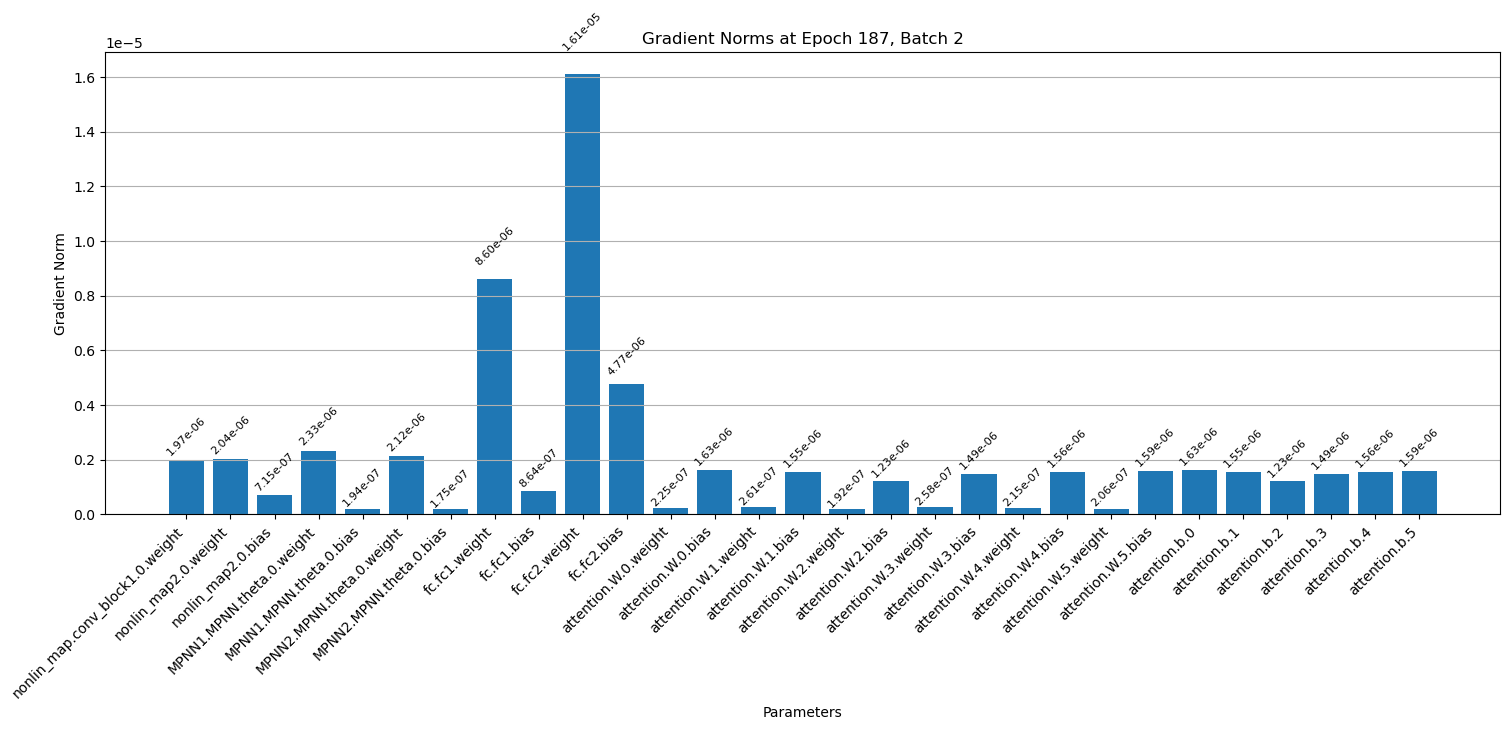 Gradient Norms at Epoch 187, Batch 2
1e−5
Gradient Norm
1.6
1.4
1.2
1.0
0.8
0.6
0.4
0.2
0.0
1.97e-06
2.04e-06
7.15e-07
2.33e-06
1.94e-07
2.12e-06
1.75e-07
8.60e-06
8.64e-07
1.61e-05
4.77e-06
2.25e-07
1.63e-06
2.61e-07
1.55e-06
1.92e-07
1.23e-06
2.58e-07
1.49e-06
2.15e-07
1.56e-06
2.06e-07
1.59e-06
1.63e-06
1.55e-06
1.23e-06
1.49e-06
1.56e-06
1.59e-06
nonlin_map.conv_block1.0.weight
nonlin_map2.0.weight
nonlin_map2.0.bias
MPNN1.MPNN.theta.0.weight
MPNN1.MPNN.theta.0.bias
MPNN2.MPNN.theta.0.weight
MPNN2.MPNN.theta.0.bias
fc.fc1.weight
fc.fc1.bias
fc.fc2.weight
fc.fc2.bias
attention.W.0.weight
attention.W.0.bias
attention.W.1.weight
attention.W.1.bias
attention.W.2.weight
attention.W.2.bias
attention.W.3.weight
attention.W.3.bias
attention.W.4.weight
attention.W.4.bias
attention.W.5.weight
attention.W.5.bias
attention.b.0
attention.b.1
attention.b.2
attention.b.3
attention.b.4
attention.b.5
Parameters